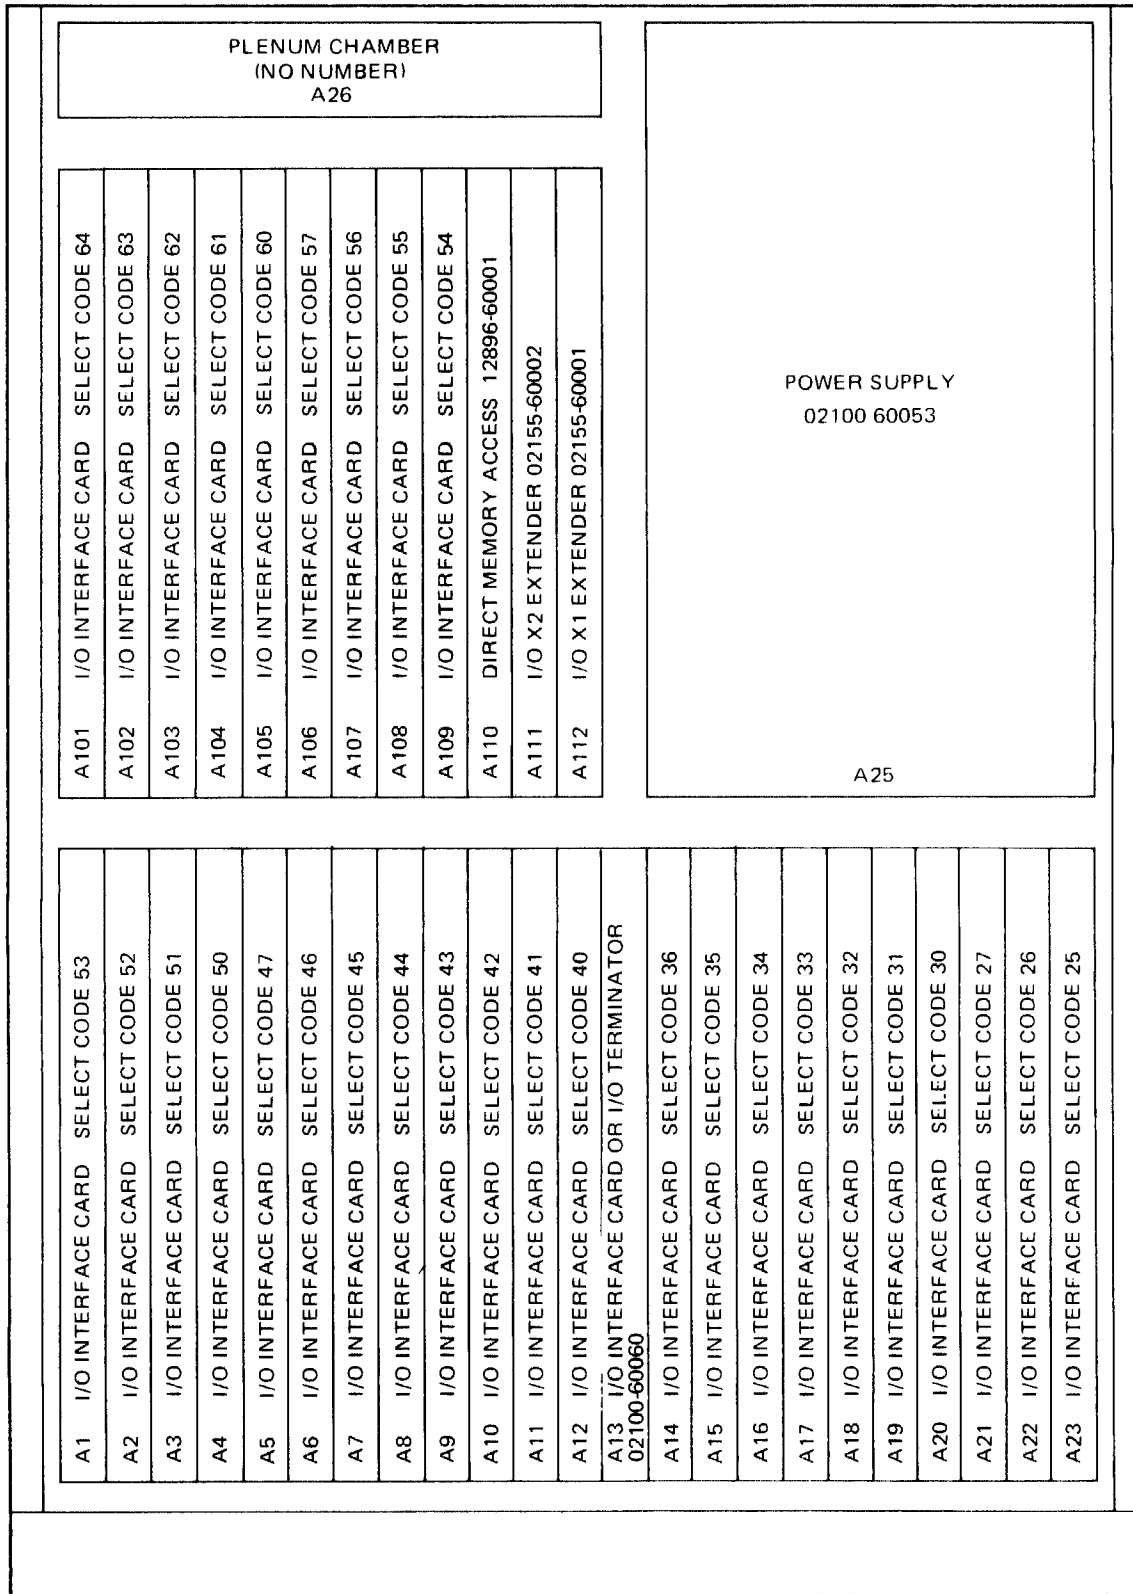 PLENUM CHAMBER
(NO NUMBER)
A26
A101 I/O INTERFACE CARD SELECT CODE 64
A102 I/O INTERFACE CARD SELECT CODE 63
A103 I/O INTERFACE CARD SELECT CODE 62
A104 I/O INTERFACE CARD SELECT CODE 61
A105 I/O INTERFACE CARD SELECT CODE 60
A106 I/O INTERFACE CARD SELECT CODE 57
A107 I/O INTERFACE CARD SELECT CODE 56
A108 I/O INTERFACE CARD SELECT CODE 55
A109 I/O INTERFACE CARD SELECT CODE 54
A110 DIRECT MEMORY ACCESS 12896-60001
A111 I/O X2 EXTENDER 02155-60002
A112 I/O X1 EXTENDER 02155-60001
POWER SUPPLY
02100 60053
A25
A1 I/O INTERFACE CARD SELECT CODE 53
A2 I/O INTERFACE CARD SELECT CODE 52
A3 I/O INTERFACE CARD SELECT CODE 51
A4 I/O INTERFACE CARD SELECT CODE 50
A5 I/O INTERFACE CARD SELECT CODE 47
A6 I/O INTERFACE CARD SELECT CODE 46
A7 I/O INTERFACE CARD SELECT CODE 45
A8 I/O INTERFACE CARD SELECT CODE 44
A9 I/O INTERFACE CARD SELECT CODE 43
A10 I/O INTERFACE CARD SELECT CODE 42
A11 I/O INTERFACE CARD SELECT CODE 41
A12 I/O INTERFACE CARD SELECT CODE 40
A13 I/O INTERFACE CARD OR I/O TERMINATOR
02100-60060
A14 I/O INTERFACE CARD SELECT CODE 36
A15 I/O INTERFACE CARD SELECT CODE 35
A16 I/O INTERFACE CARD SELECT CODE 34
A17 I/O INTERFACE CARD SELECT CODE 33
A18 I/O INTERFACE CARD SELECT CODE 32
A19 I/O INTERFACE CARD SELECT CODE 31
A20 I/O INTERFACE CARD SELECT CODE 30
A21 I/O INTERFACE CARD SELECT CODE 27
A22 I/O INTERFACE CARD SELECT CODE 26
A23 I/O INTERFACE CARD SELECT CODE 25